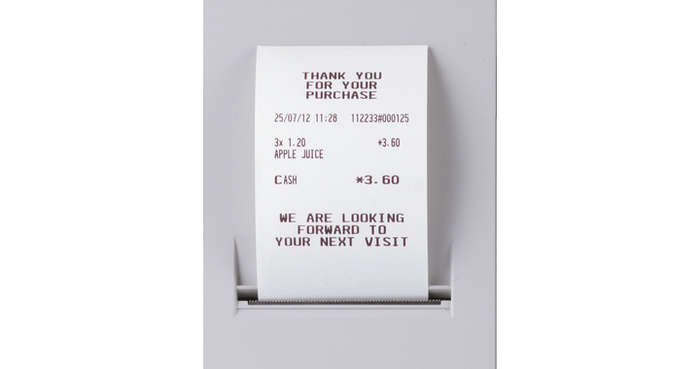 THANK YOU
FOR YOUR
PURCHASE
25/07/12 11:28 112233#000125
3x 1.20 *3.60
APPLE JUICE
CASH *3.60
WE ARE LOOKING
FORWARD TO
YOUR NEXT VISIT